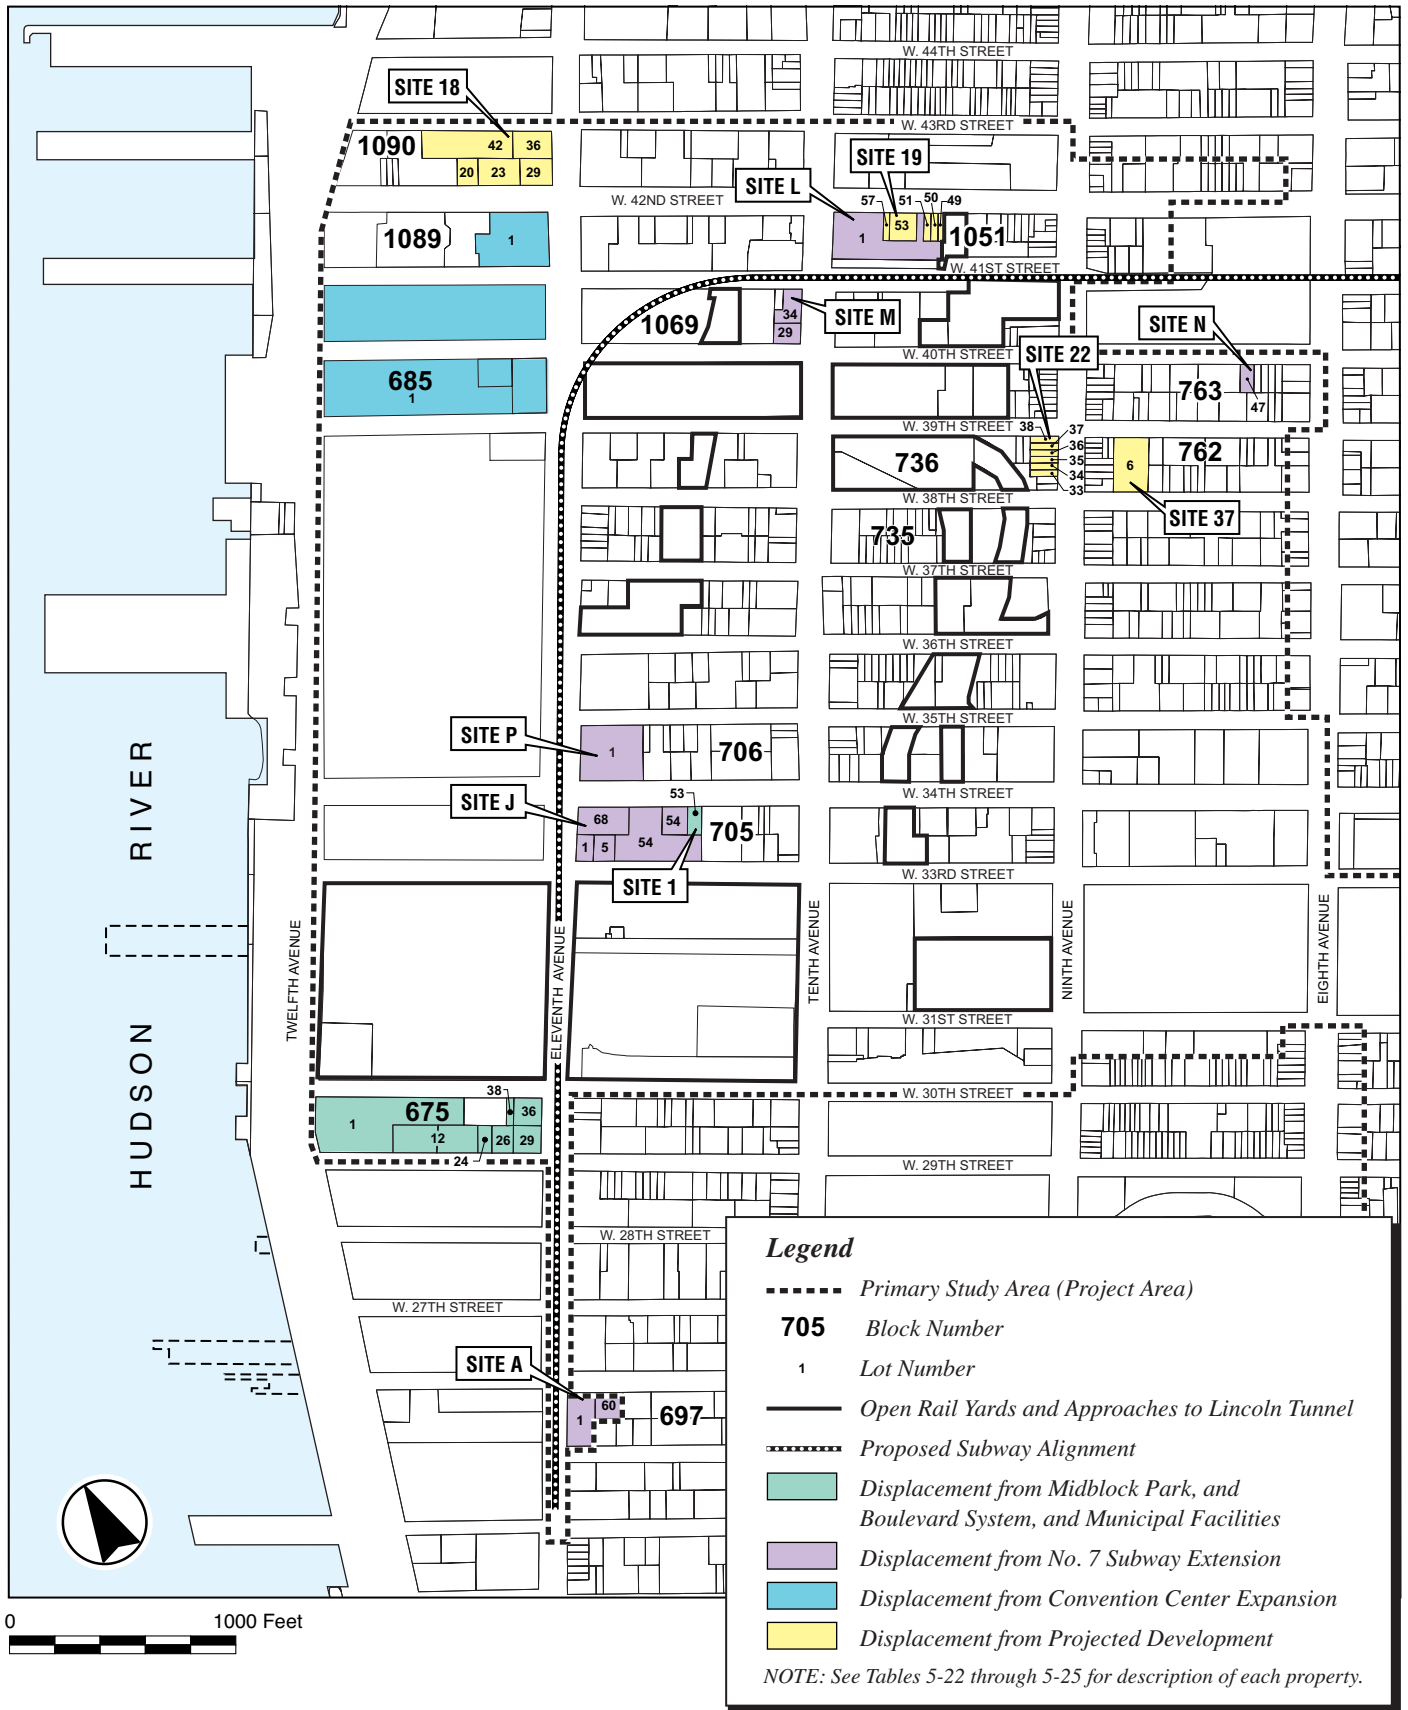 W. 44TH STREET
SITE 18
W. 43RD STREET
1090
42
36
20
23
29
SITE 19
SITE L
W. 42ND STREET
57
51
50
49
1089
1
1
53
1051
W. 41ST STREET
1069
34
29
SITE M
SITE N
W. 40TH STREET
SITE 22
685
1
763
47
W. 39TH STREET
38
37
36
35
34
33
736
6
762
W. 38TH STREET
SITE 37
735
W. 37TH STREET
W. 36TH STREET
W. 35TH STREET
SITE P
1
706
W. 34TH STREET
SITE J
53
68
54
705
1
5
54
SITE 1
W. 33RD STREET
HUDSON RIVER
TWELFTH AVENUE
ELEVENTH AVENUE
TENTH AVENUE
NINTH AVENUE
EIGHTH AVENUE
W. 31ST STREET
W. 30TH STREET
38
675
36
1
12
26
29
24
W. 29TH STREET
W. 28TH STREET
W. 27TH STREET
SITE A
60
1
697
0
1000 Feet
Legend
Primary Study Area (Project Area)
705
Block Number
1
Lot Number
Open Rail Yards and Approaches to Lincoln Tunnel
Proposed Subway Alignment
Displacement from Midblock Park, and
Boulevard System, and Municipal Facilities
Displacement from No. 7 Subway Extension
Displacement from Convention Center Expansion
Displacement from Projected Development
NOTE: See Tables 5-22 through 5-25 for description of each property.